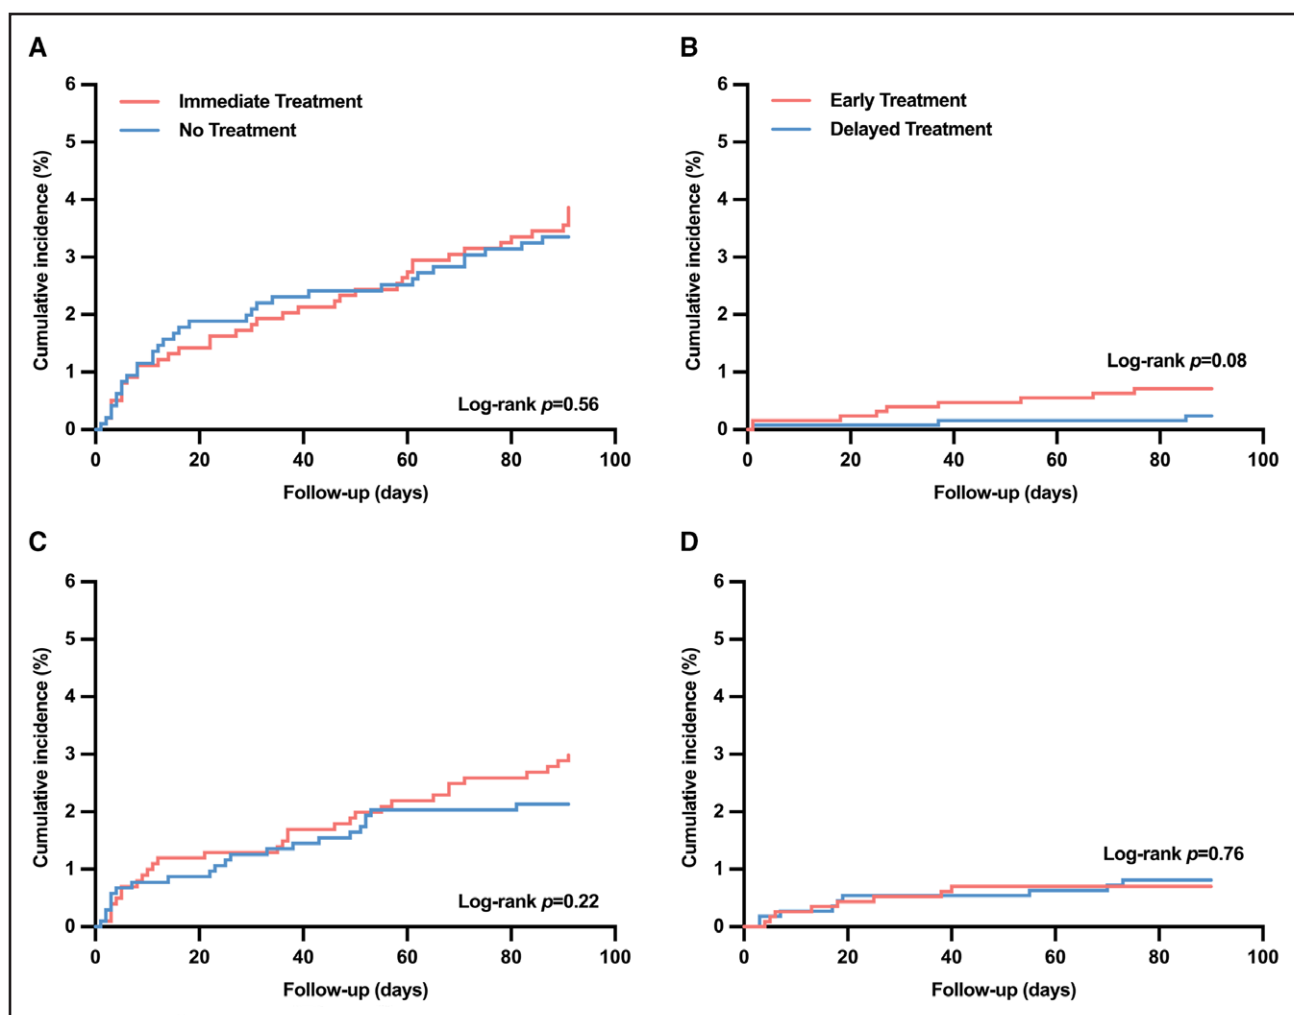 A
6
5
4
3
2
1
0
Cumulative incidence (%)
Immediate Treatment
No Treatment
Log-rank p=0.56
0 20 40 60 80 100
Follow-up (days)
B
6
5
4
3
2
1
0
Cumulative incidence (%)
Early Treatment
Delayed Treatment
Log-rank p=0.08
0 20 40 60 80 100
Follow-up (days)
C
6
5
4
3
2
1
0
Cumulative incidence (%)
Log-rank p=0.22
0 20 40 60 80 100
Follow-up (days)
D
6
5
4
3
2
1
0
Cumulative incidence (%)
Log-rank p=0.76
0 20 40 60 80 100
Follow-up (days)